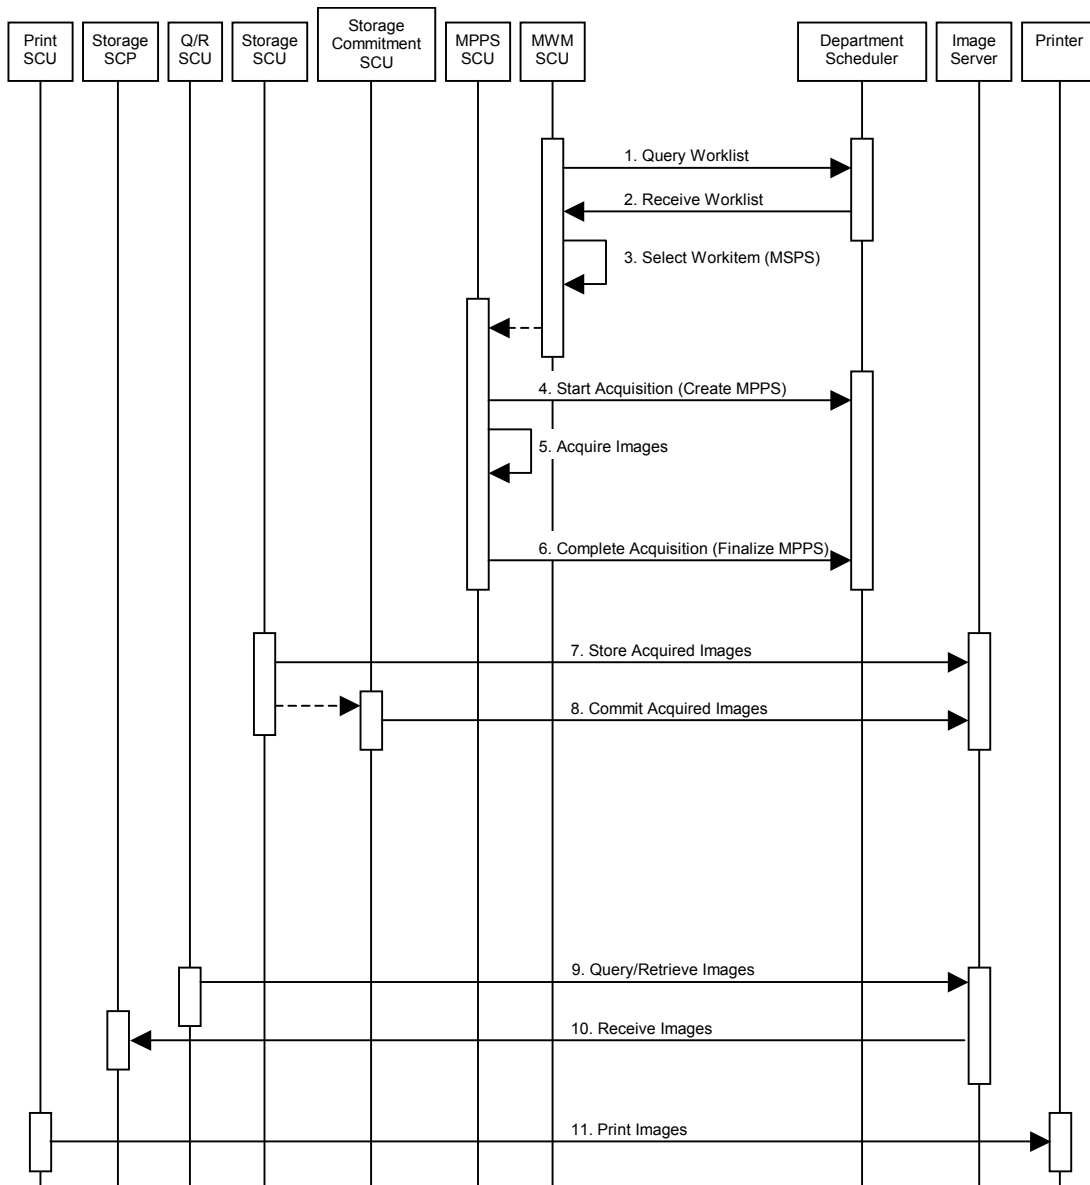 Print
SCU
Storage
SCP
Q/R
SCU
Storage
SCU
Storage
Commitment
SCU
MPPS
SCU
MWM
SCU
Department
Scheduler
Image
Server
Printer
1. Query Worklist
2. Receive Worklist
3. Select Workitem (MSPS)
4. Start Acquisition (Create MPPS)
5. Acquire Images
6. Complete Acquisition (Finalize MPPS)
7. Store Acquired Images
8. Commit Acquired Images
9. Query/Retrieve Images
10. Receive Images
11. Print Images